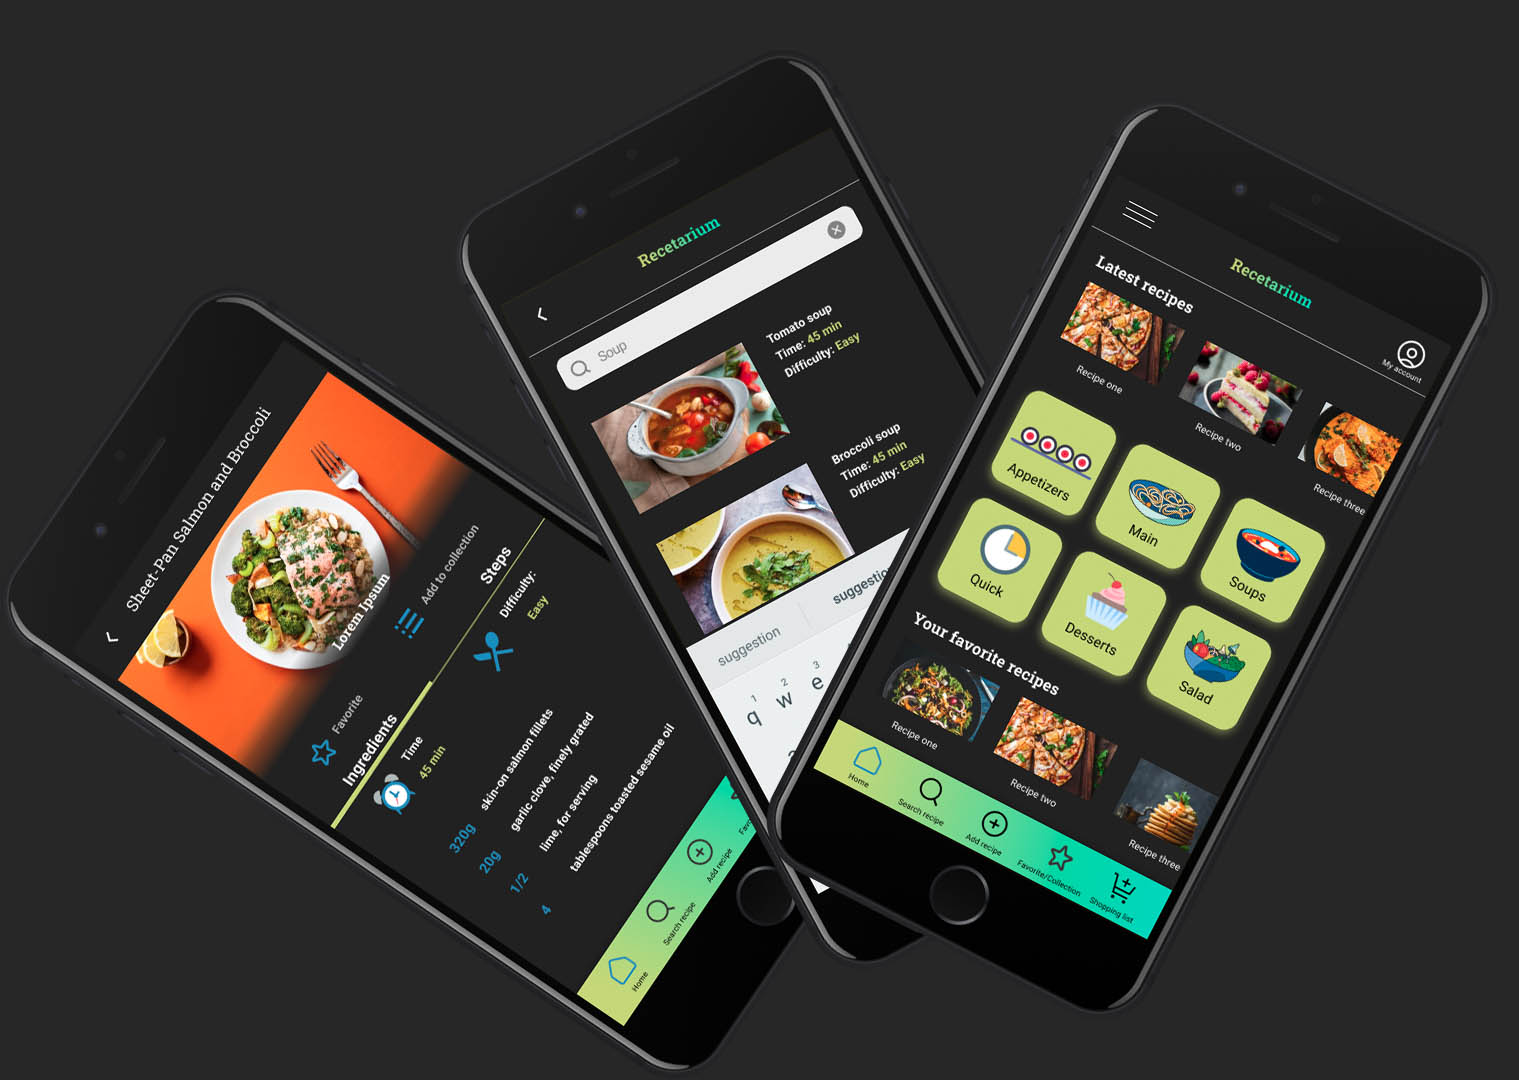 Sheet-Pan Salmon and Broccoli
Lorem Ipsum
Favorite
Add to collection
Ingredients
Steps
Time
45 min
Difficulty:
Easy
320g skin-on salmon fillets
20g garlic clove, finely grated
1/2 lime, for serving
4 tablespoons toasted sesame oil
Home
Search recipe
Add recipe
Recetarium
Soup
Tomato soup
Time: 45 min
Difficulty: Easy
Broccoli soup
Time: 45 min
Difficulty: Easy
suggestion
1 2 3
q w e
Recetarium
My account
Latest recipes
Recipe one
Recipe two
Recipe three
Appetizers
Main
Soups
Quick
Desserts
Salad
Your favorite recipes
Recipe one
Recipe two
Recipe three
Home
Search recipe
Add recipe
Favorite/Collection
Shopping list